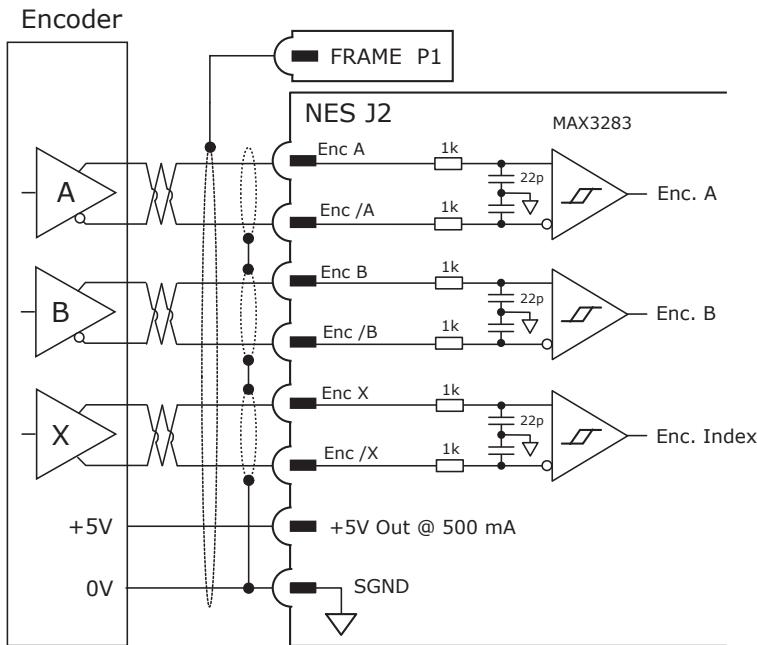 Encoder
FRAME P1
NES J2
MAX3283
A
Enc A
1k
22p
Enc. A
Enc /A
1k
B
Enc B
1k
22p
Enc. B
Enc /B
1k
X
Enc X
1k
22p
Enc. Index
Enc /X
1k
+5V
+5V Out @ 500 mA
0V
SGND